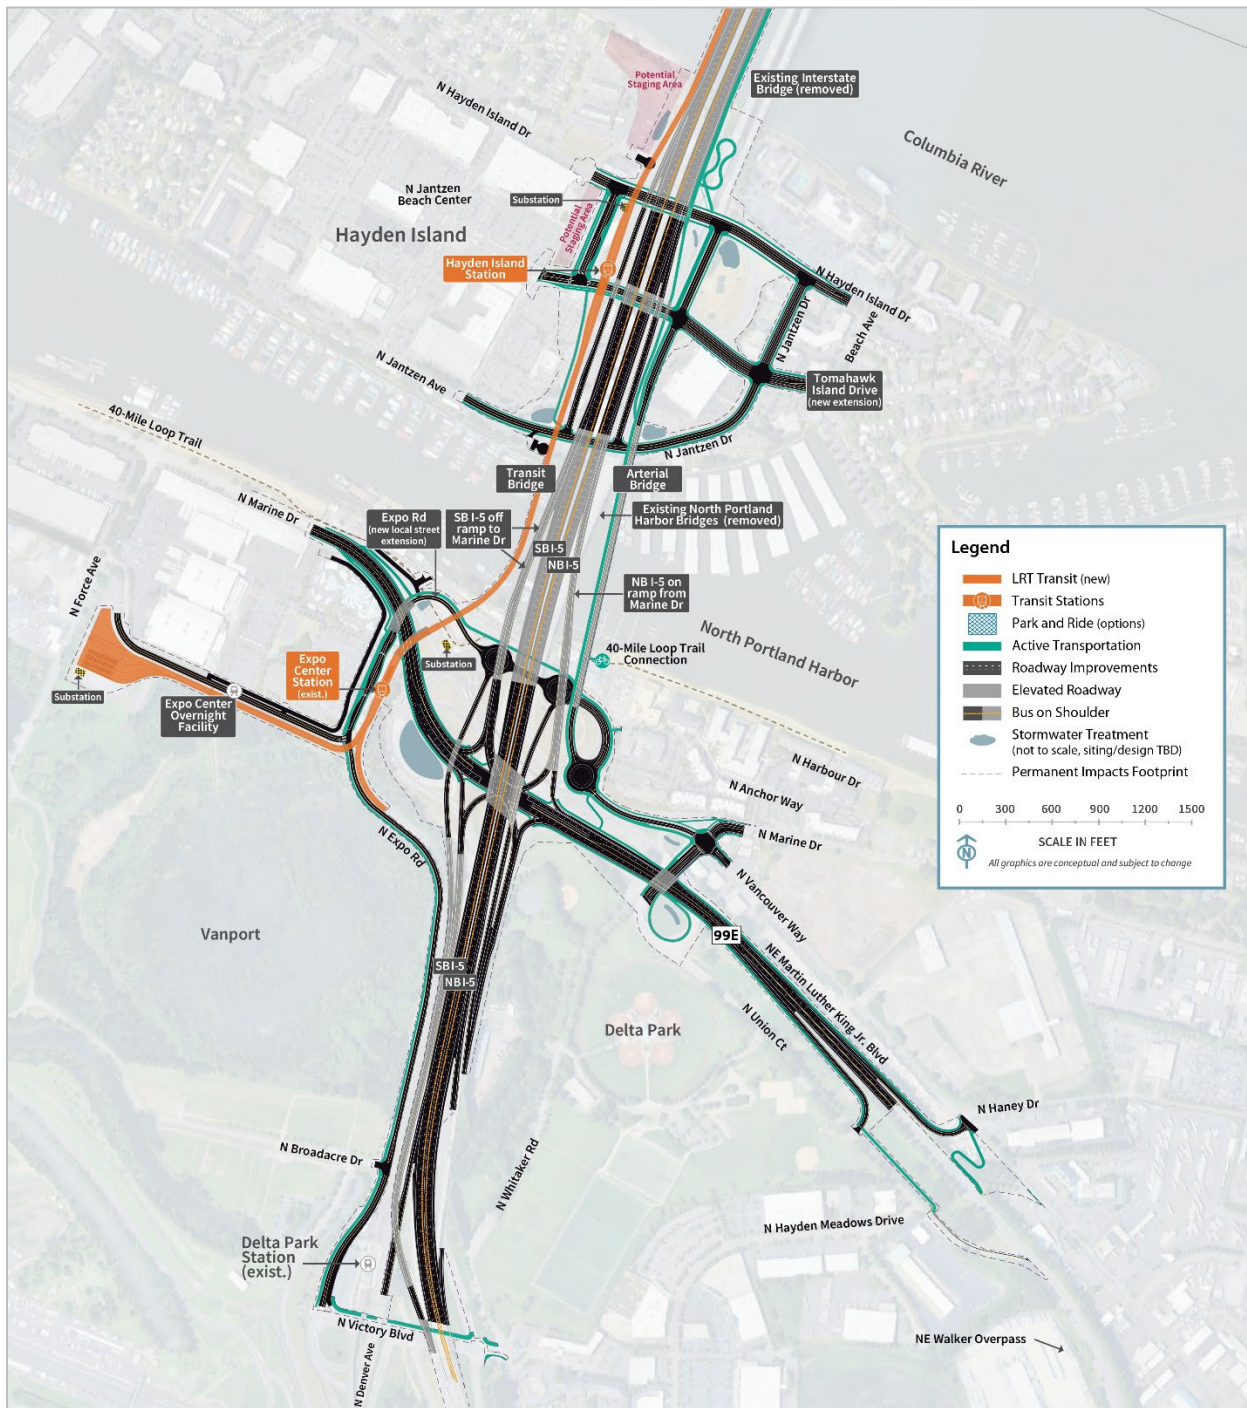 Potential
Staging Area
Existing Interstate
Bridge (removed)
N Hayden Island Dr
Columbia River
N Jantzen
Beach Center
Substation
Potential
Staging Area
Hayden Island
Hayden Island
Station
N Hayden Island Dr
N Jantzen Dr
Beach Ave
N Jantzen Ave
Tomahawk
Island Drive
(new extension)
40-Mile Loop Trail
N Jantzen Dr
Transit
Bridge
Arterial
Bridge
N Marine Dr
Expo Rd
(new local street
extension)
SB I-5 off
ramp to
Marine Dr
Existing North Portland
Harbor Bridges (removed)
SB I-5
NB I-5
N Force Ave
NB I-5 on
ramp from
Marine Dr
North Portland
Harbor
40-Mile Loop Trail
Connection
Substation
Expo
Center
Station
(exist.)
Substation
Expo Center
Overnight
Facility
N Harbour Dr
N Anchor Way
N Marine Dr
N Expo Rd
N Vancouver Way
Vanport
99E
SB I-5
NB I-5
NE Martin Luther King Jr. Blvd
Delta Park
N Union Ct
N Haney Dr
N Broadacre Dr
N Whitaker Rd
N Hayden Meadows Drive
Delta Park
Station
(exist.)
N Victory Blvd
N Denver Ave
NE Walker Overpass
Legend
LRT Transit (new)
Transit Stations
Park and Ride (options)
Active Transportation
Roadway Improvements
Elevated Roadway
Bus on Shoulder
Stormwater Treatment
(not to scale, siting/design TBD)
Permanent Impacts Footprint
0 300 600 900 1200 1500
N
SCALE IN FEET
All graphics are conceptual and subject to change